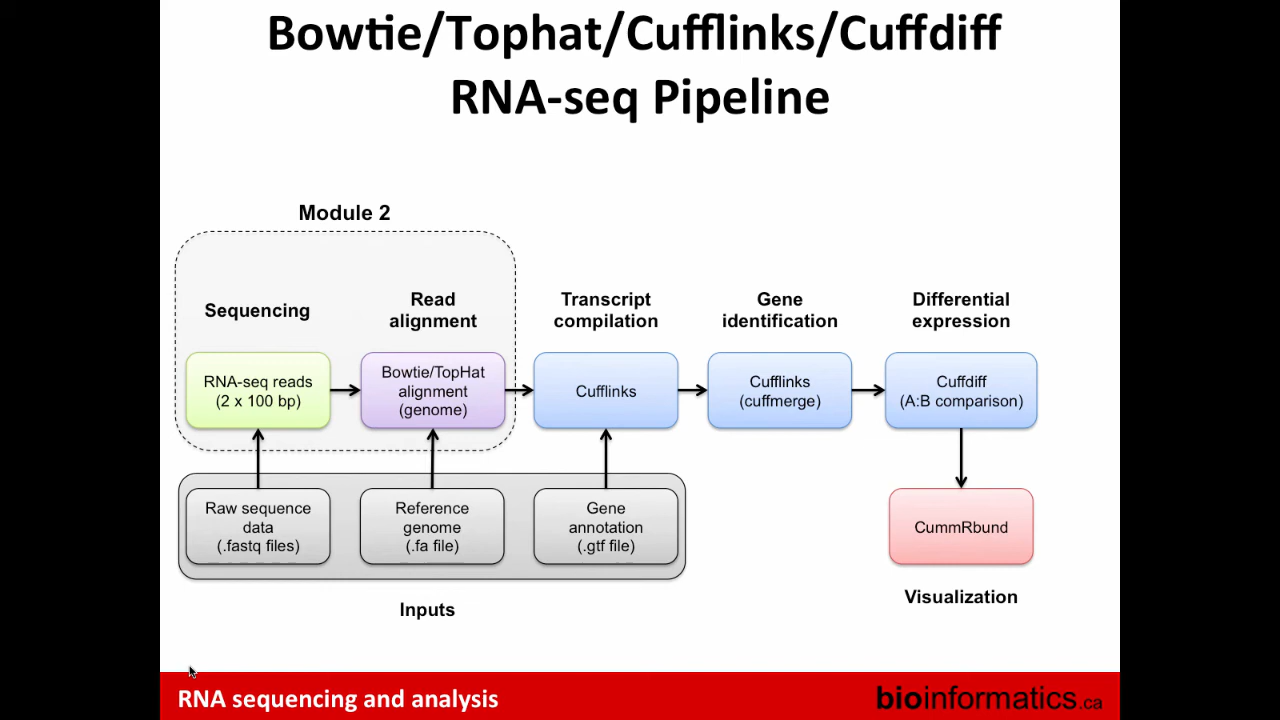 Bowtie/Tophat/Cufflinks/Cuffdiff
RNA-seq Pipeline
Module 2
Sequencing
Read
alignment
Transcript
compilation
Gene
identification
Differential
expression
RNA-seq reads
(2 x 100 bp)
Bowtie/TopHat
alignment
(genome)
Cufflinks
Cufflinks
(cuffmerge)
Cuffdiff
(A:B comparison)
Raw sequence
data
(.fastq files)
Reference
genome
(.fa file)
Gene
annotation
(.gtf file)
CummRbund
Inputs
Visualization
RNA sequencing and analysis
bioinformatics.ca